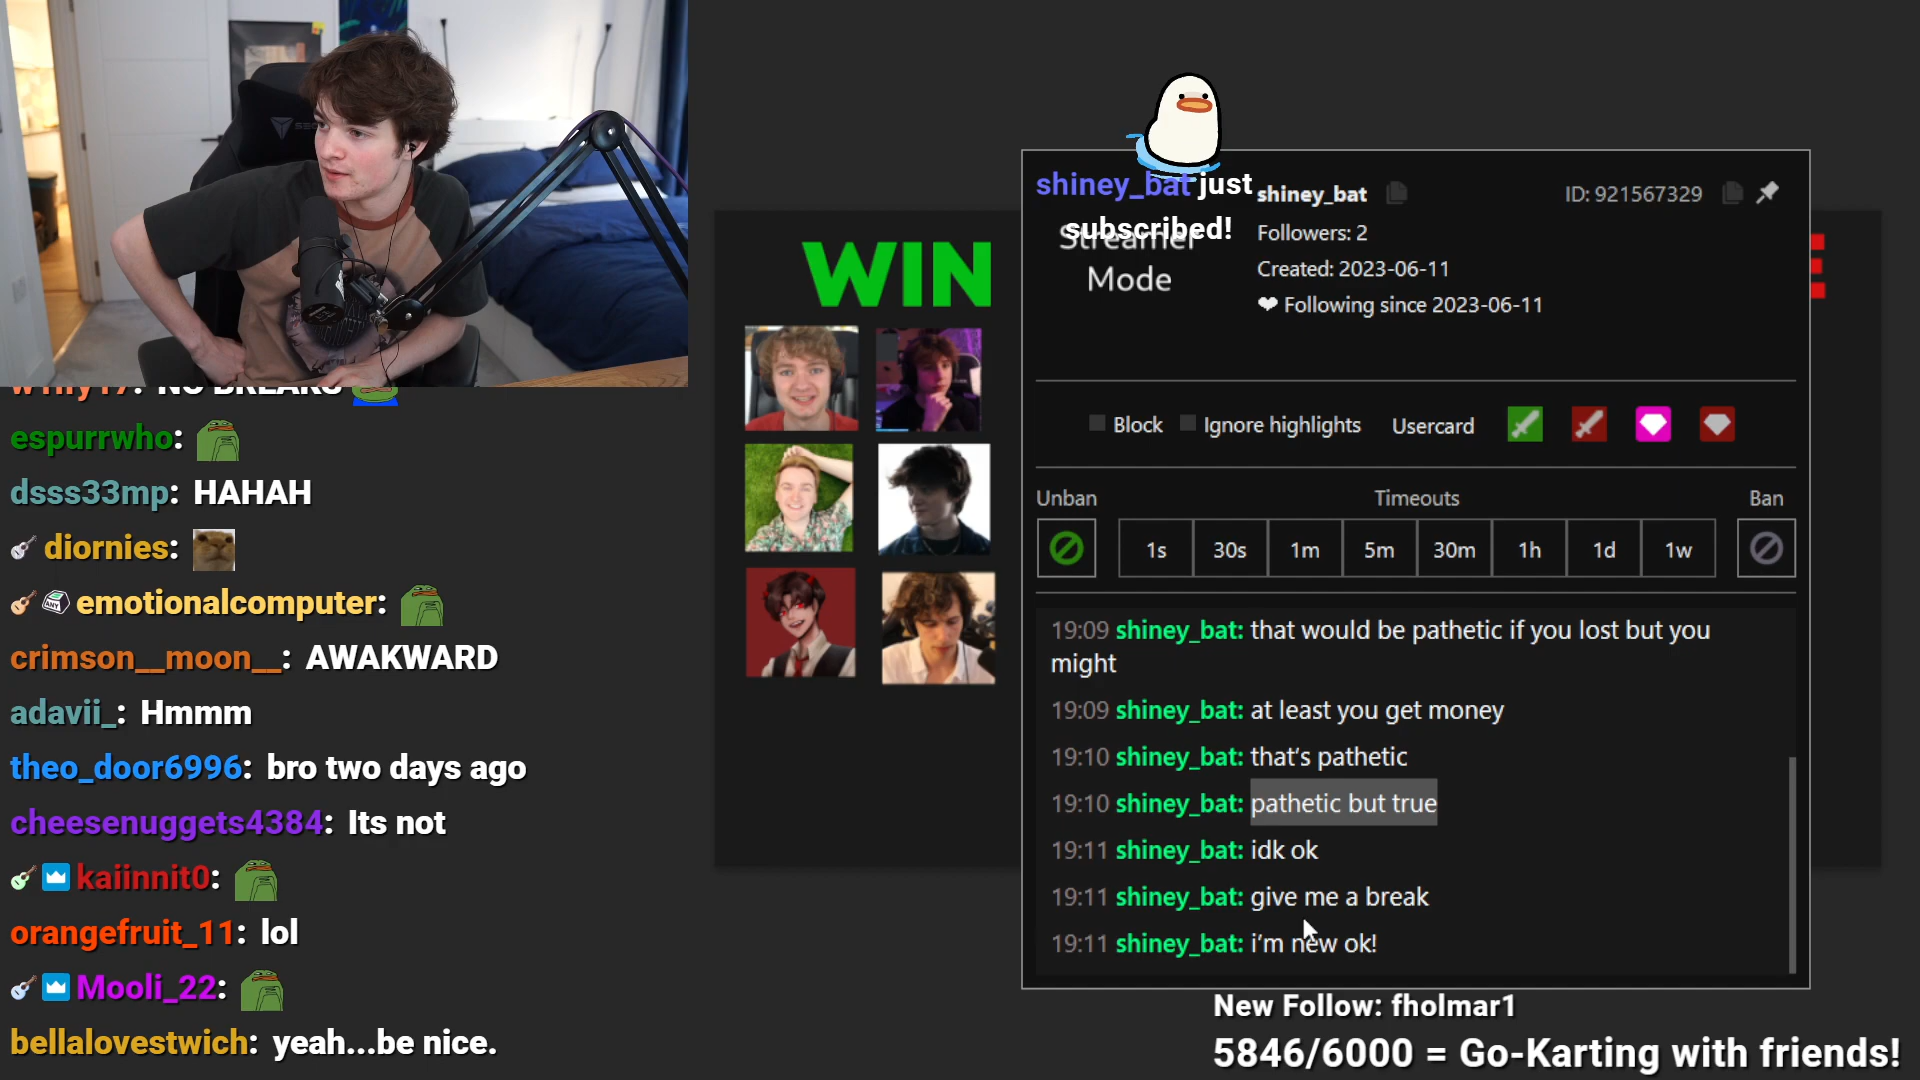 NO BREAKS
espurrwho:
dsss33mp: HAHAH
diornies:
ANY emotionalcomputer:
crimson__moon__: AWAKWARD
adavii_: Hmmm
theo_door6996: bro two days ago
cheesenuggets4384: Its not
kaiinnit0:
orangefruit_11: lol
Mooli_22:
bellalovestwich: yeah...be nice.
WIN
shiney_bat just
subscribed!
Streamer
Mode
shiney_bat
ID: 921567329
Followers: 2
Created: 2023-06-11
Following since 2023-06-11
Block Ignore highlights Usercard
Unban Timeouts Ban
1s 30s 1m 5m 30m 1h 1d 1w
19:09 shiney_bat: that would be pathetic if you lost but you
might
19:09 shiney_bat: at least you get money
19:10 shiney_bat: that's pathetic
19:10 shiney_bat: pathetic but true
19:11 shiney_bat: idk ok
19:11 shiney_bat: give me a break
19:11 shiney_bat: i'm new ok!
New Follow: fholmar1
5846/6000 = Go-Karting with friends!